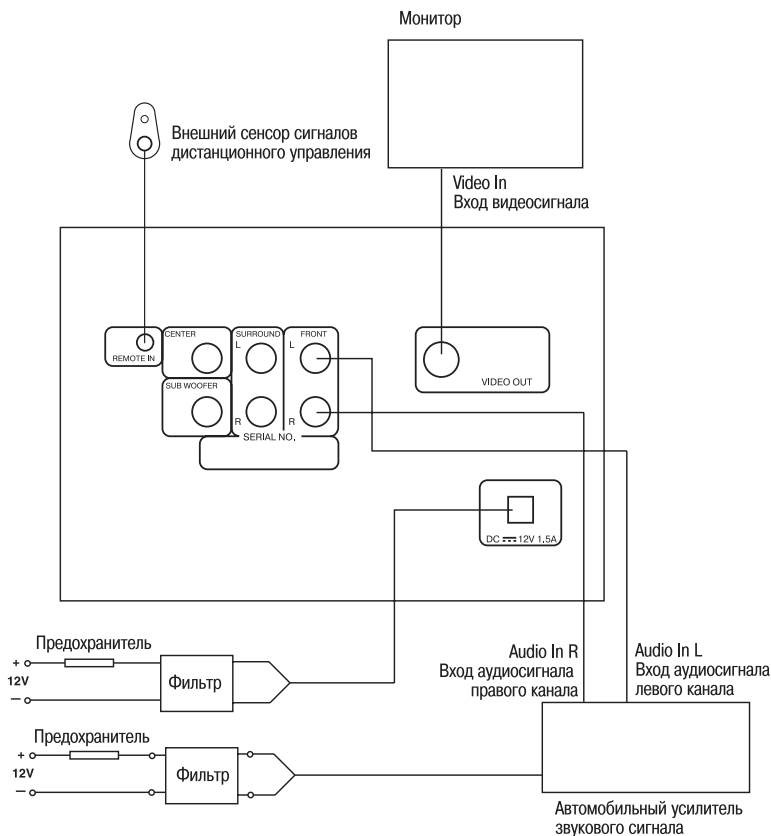 Монитор
Внешний сенсор сигналов
дистанционного управления
Video In
Вход видеосигнала
CENTER
SURROUND
FRONT
L
L
REMOTE IN
VIDEO OUT
SUB WOOFER
R
R
SERIAL NO.
DC 12V 1.5A
Предохранитель
+
12V
−
Фильтр
Audio In R
Вход аудиосигнала
правого канала
Audio In L
Вход аудиосигнала
левого канала
Предохранитель
+
12V
−
Фильтр
Автомобильный усилитель
звукового сигнала